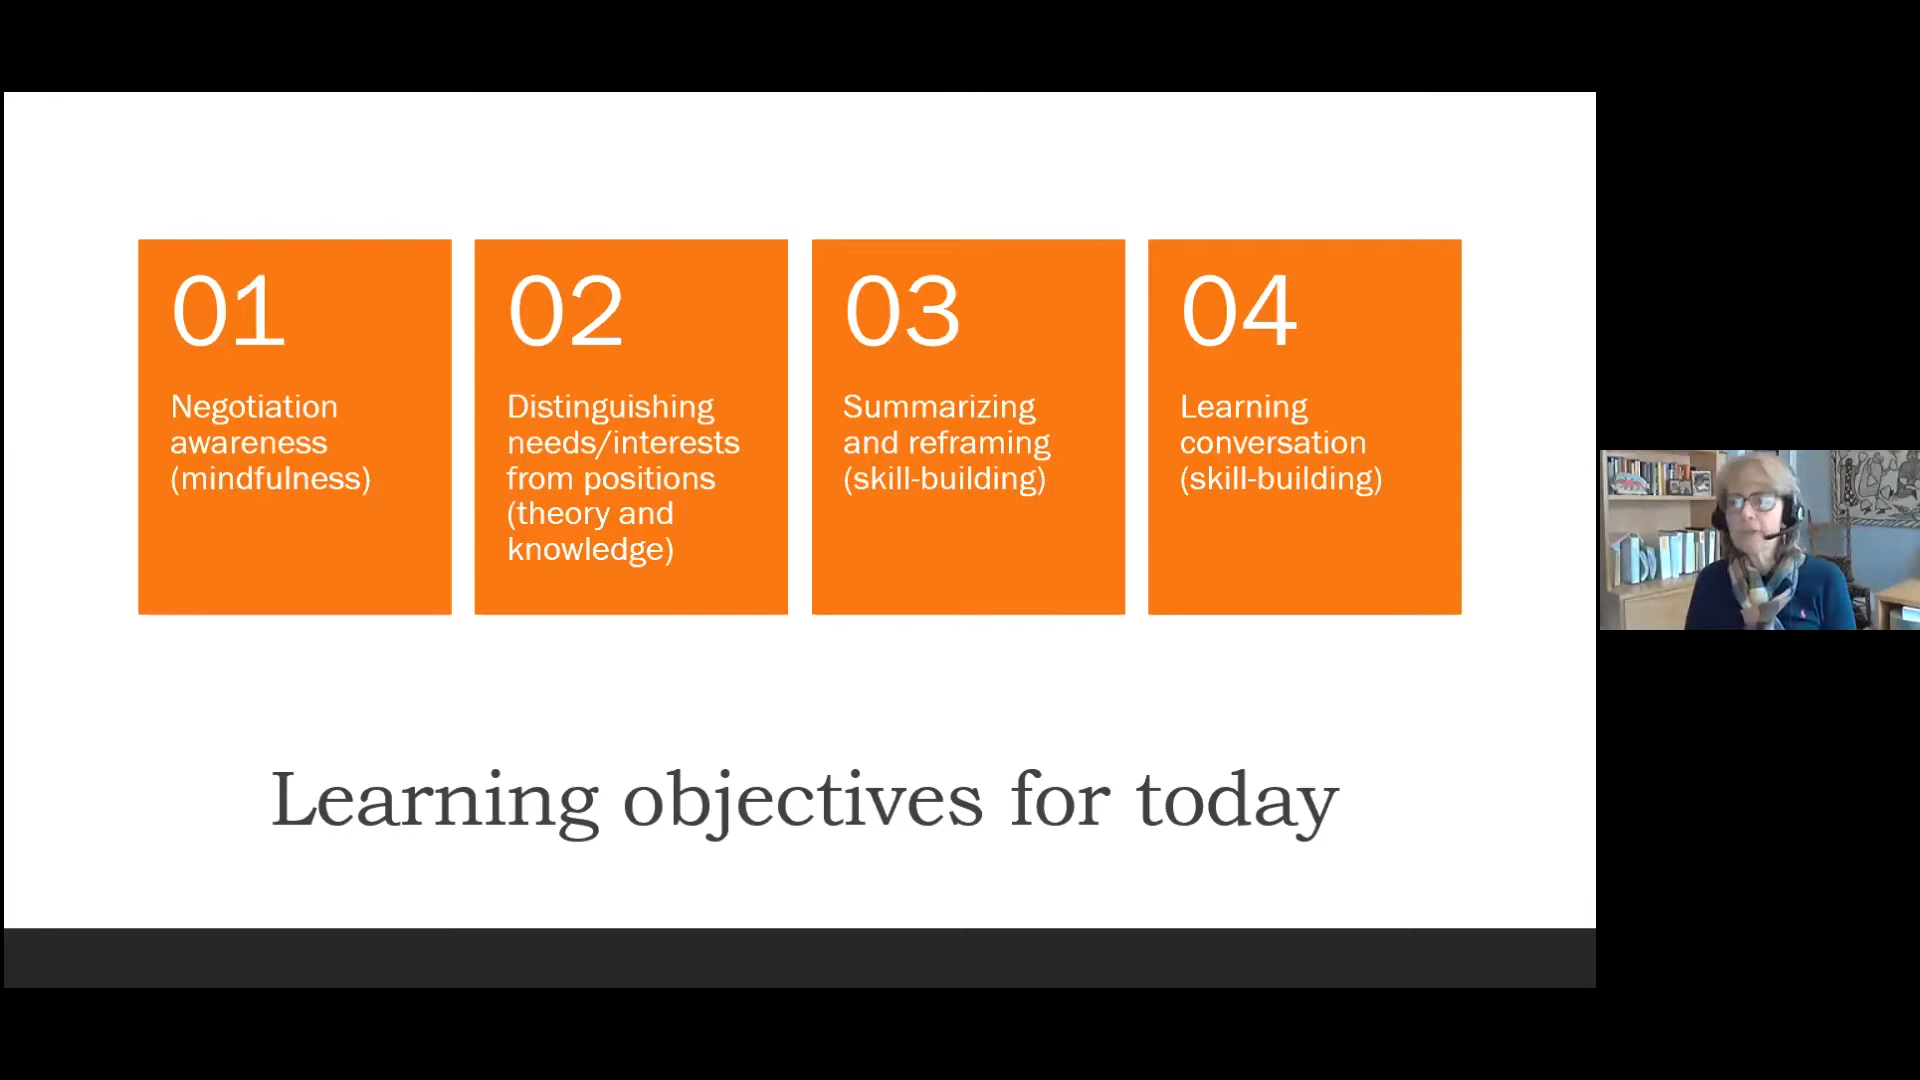 01
Negotiation
awareness
(mindfulness)
02
Distinguishing
needs/interests
from positions
(theory and
knowledge)
03
Summarizing
and reframing
(skill-building)
04
Learning
conversation
(skill-building)
Learning objectives for today